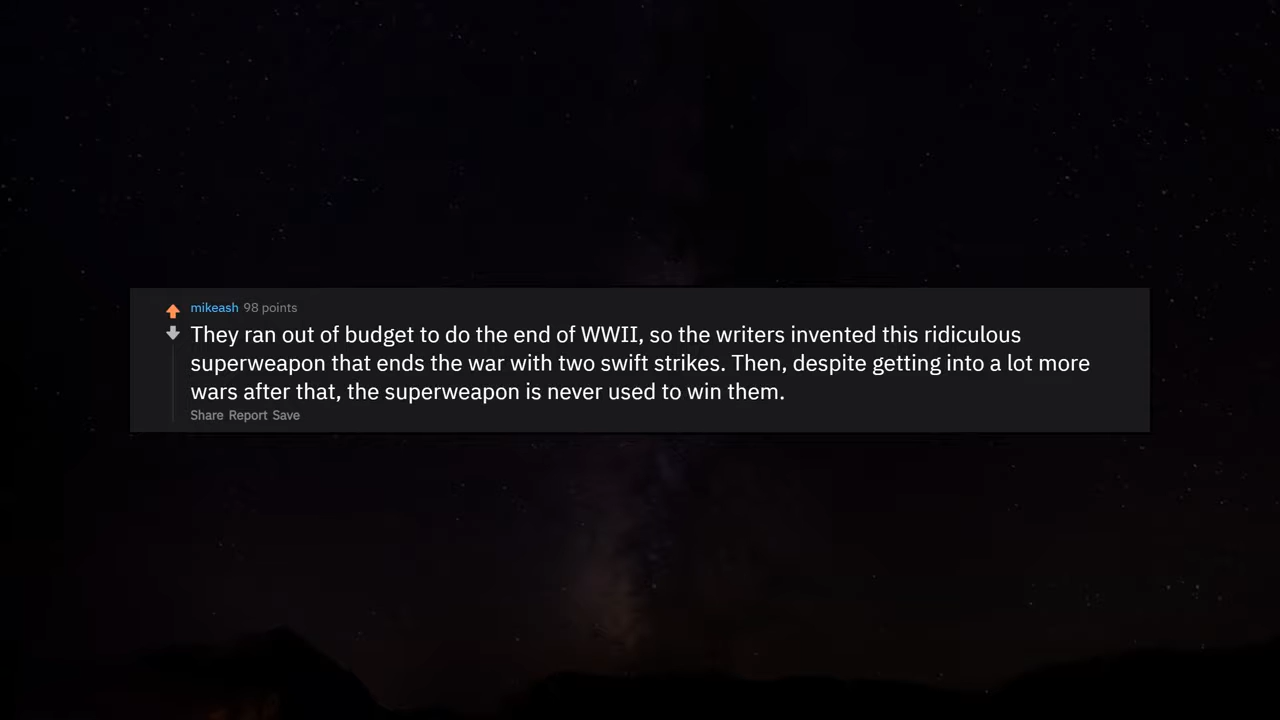 mikeash 98 points
They ran out of budget to do the end of WWII, so the writers invented this ridiculous
superweapon that ends the war with two swift strikes. Then, despite getting into a lot more
wars after that, the superweapon is never used to win them.
Share Report Save